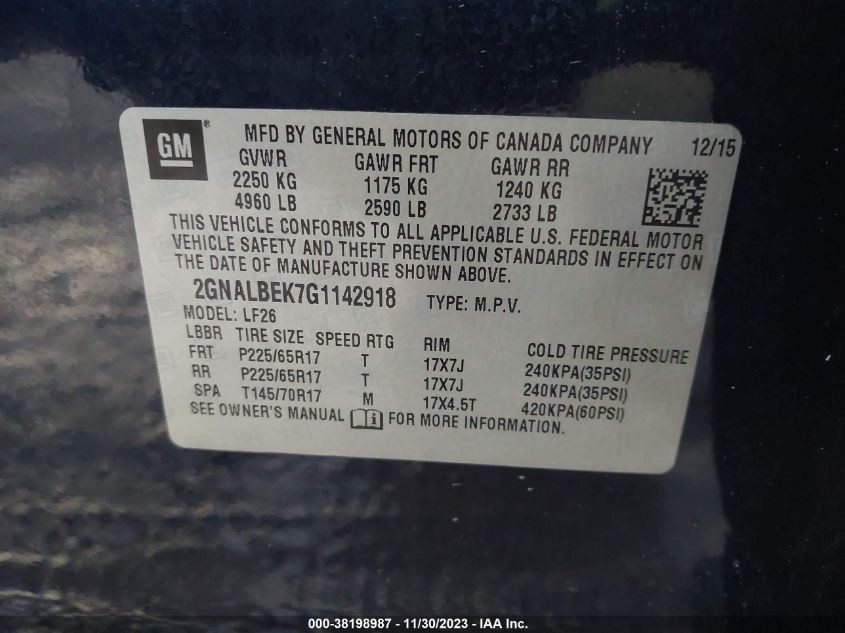 GM ® MFD BY GENERAL MOTORS OF CANADA COMPANY 12/15
GVWR GAWR FRT GAWR RR
2250 KG 1175 KG 1240 KG
4960 LB 2590 LB 2733 LB
THIS VEHICLE CONFORMS TO ALL APPLICABLE U.S. FEDERAL MOTOR
VEHICLE SAFETY AND THEFT PREVENTION STANDARDS IN EFFECT ON
THE DATE OF MANUFACTURE SHOWN ABOVE.
2GNALBEK7G1142918 TYPE: M.P.V.
MODEL: LF26
LBBR TIRE SIZE SPEED RTG RIM COLD TIRE PRESSURE
FRT P225/65R17 T 17X7J 240KPA(35PSI)
RR P225/65R17 T 17X7J 240KPA(35PSI)
SPA T145/70R17 M 17X4.5T 420KPA(60PSI)
SEE OWNER'S MANUAL i FOR MORE INFORMATION.
000-38198987 - 11/30/2023 - IAA Inc.